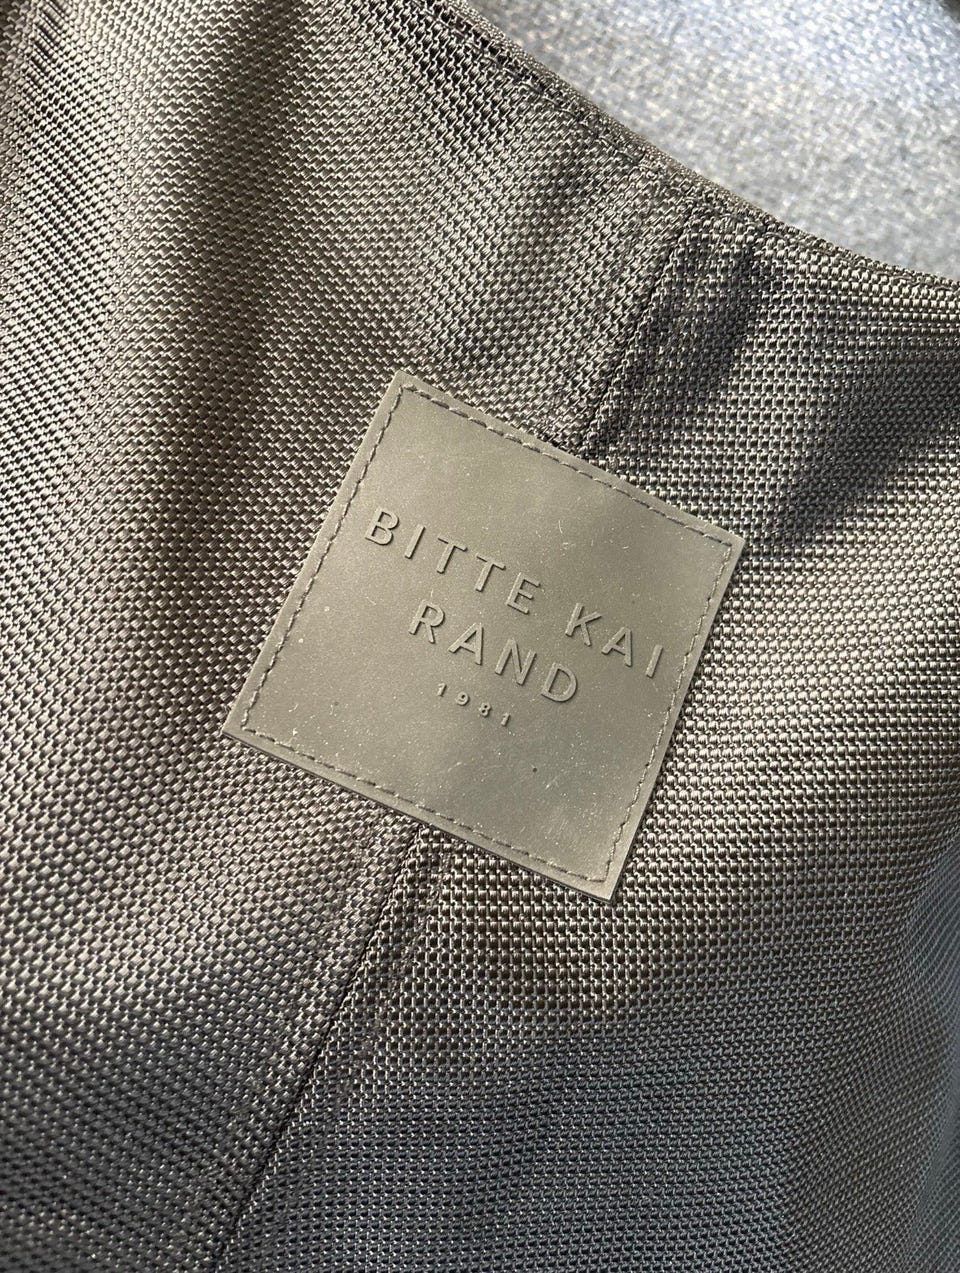 BITTE KAI
RAND
1981